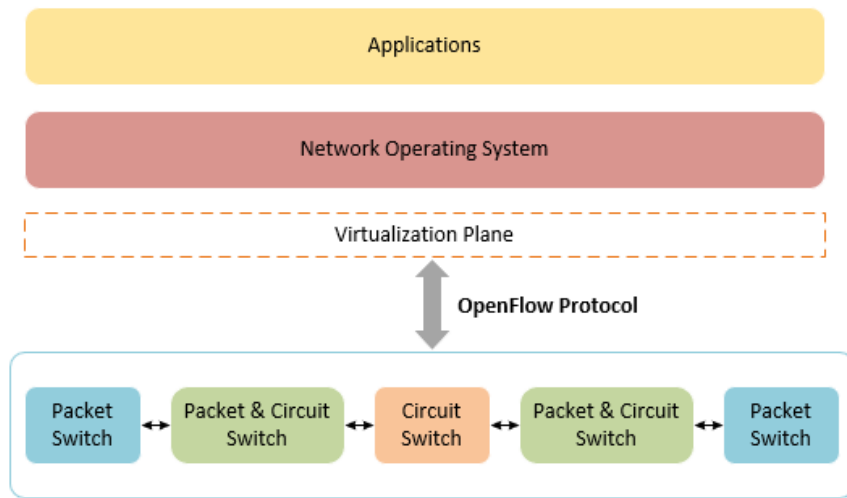 Applications
Network Operating System
Virtualization Plane
OpenFlow Protocol
Packet
Switch
Packet & Circuit
Switch
Circuit
Switch
Packet & Circuit
Switch
Packet
Switch